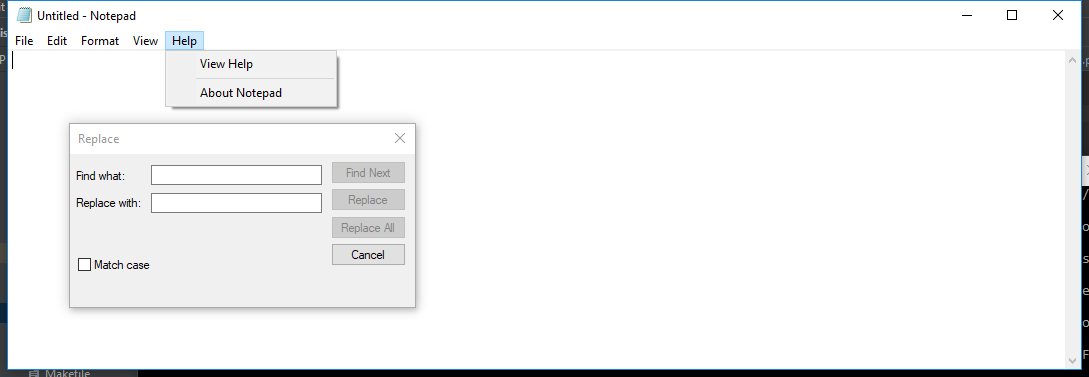 Untitled - Notepad
File Edit Format View Help
View Help
About Notepad
Replace
Find what:
Find Next
Replace with:
Replace
Replace All
Cancel
Match case
Makefile